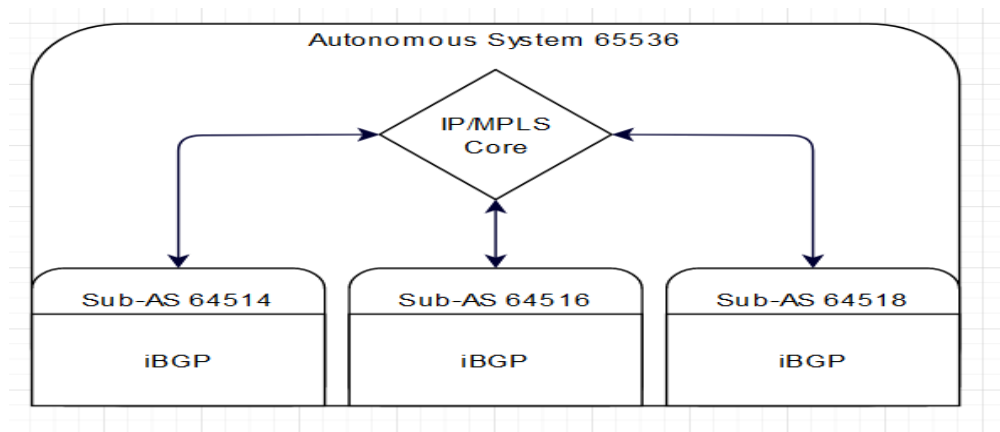 Autonomous System 65536
IP/MPLS
Core
Sub-AS 64514
Sub-AS 64516
Sub-AS 64518
iBGP
iBGP
iBGP